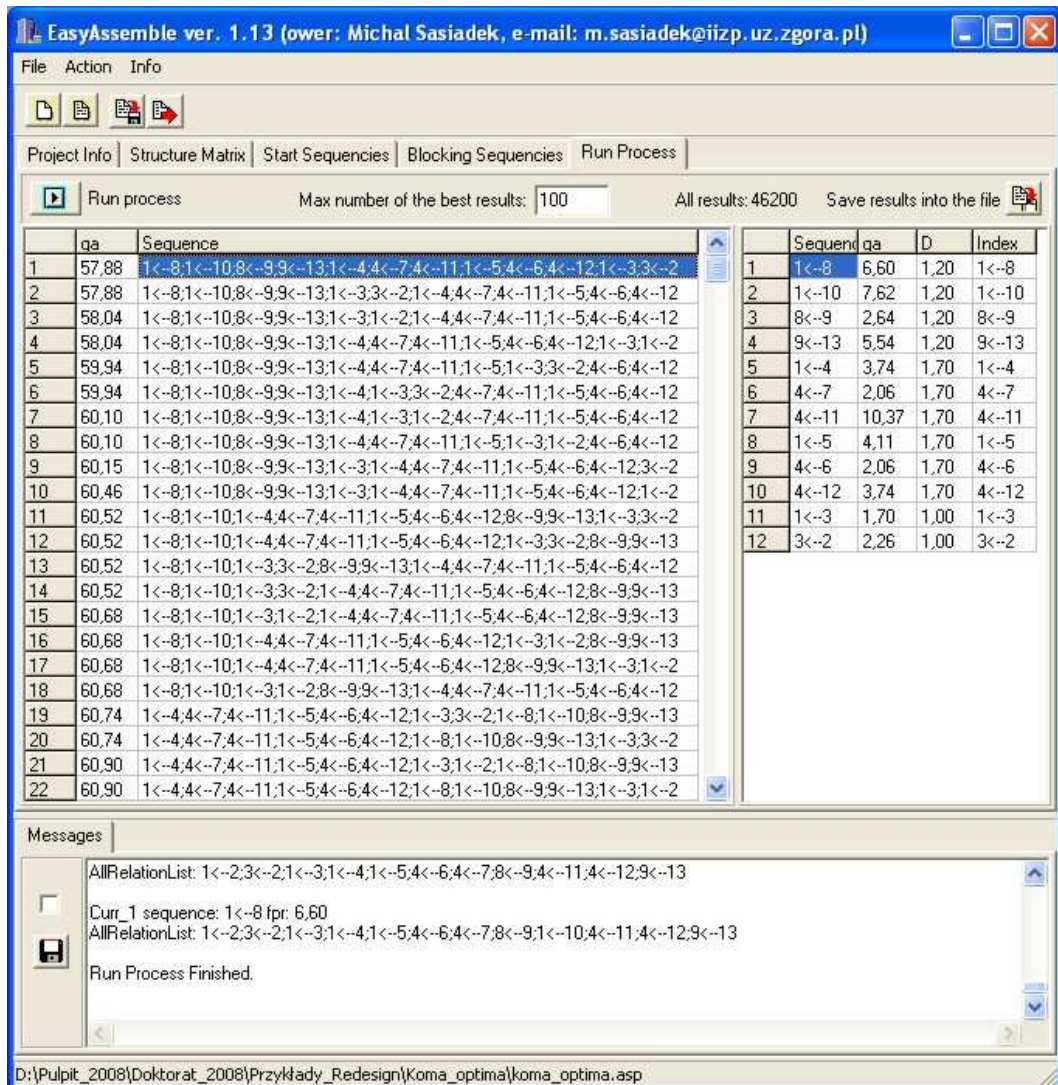 EasyAssemble ver. 1.13 (ower: Michal Sasiadek, e-mail: m.sasiadek@iizp.uz.zgora.pl)
File Action Info
Project Info Structure Matrix Start Sequencies Blocking Sequencies Run Process
Run process Max number of the best results: 100 All results: 46200 Save results into the file
qa Sequence
1 57,88 1<--8;1<--10;8<--9;9<--13;1<--4;4<--7;4<--11;1<--5;4<--6;4<--12;1<--3;3<--2
2 57,88 1<--8;1<--10;8<--9;9<--13;1<--3;3<--2;1<--4;4<--7;4<--11;1<--5;4<--6;4<--12
3 58,04 1<--8;1<--10;8<--9;9<--13;1<--3;1<--2;1<--4;4<--7;4<--11;1<--5;4<--6;4<--12
4 58,04 1<--8;1<--10;8<--9;9<--13;1<--4;4<--7;4<--11;1<--5;4<--6;4<--12;1<--3;1<--2
5 59,94 1<--8;1<--10;8<--9;9<--13;1<--4;4<--7;4<--11;1<--5;1<--3;3<--2;4<--6;4<--12
6 59,94 1<--8;1<--10;8<--9;9<--13;1<--4;1<--3;3<--2;4<--7;4<--11;1<--5;4<--6;4<--12
7 60,10 1<--8;1<--10;8<--9;9<--13;1<--4;1<--3;1<--2;4<--7;4<--11;1<--5;4<--6;4<--12
8 60,10 1<--8;1<--10;8<--9;9<--13;1<--4;4<--7;4<--11;1<--5;1<--3;1<--2;4<--6;4<--12
9 60,15 1<--8;1<--10;8<--9;9<--13;1<--3;1<--4;4<--7;4<--11;1<--5;4<--6;4<--12;3<--2
10 60,46 1<--8;1<--10;8<--9;9<--13;1<--3;1<--4;4<--7;4<--11;1<--5;4<--6;4<--12;1<--2
11 60,52 1<--8;1<--10;1<--4;4<--7;4<--11;1<--5;4<--6;4<--12;8<--9;9<--13;1<--3;3<--2
12 60,52 1<--8;1<--10;1<--4;4<--7;4<--11;1<--5;4<--6;4<--12;1<--3;3<--2;8<--9;9<--13
13 60,52 1<--8;1<--10;1<--3;3<--2;8<--9;9<--13;1<--4;4<--7;4<--11;1<--5;4<--6;4<--12
14 60,52 1<--8;1<--10;1<--3;3<--2;1<--4;4<--7;4<--11;1<--5;4<--6;4<--12;8<--9;9<--13
15 60,68 1<--8;1<--10;1<--3;1<--2;1<--4;4<--7;4<--11;1<--5;4<--6;4<--12;8<--9;9<--13
16 60,68 1<--8;1<--10;1<--4;4<--7;4<--11;1<--5;4<--6;4<--12;1<--3;1<--2;8<--9;9<--13
17 60,68 1<--8;1<--10;1<--4;4<--7;4<--11;1<--5;4<--6;4<--12;8<--9;9<--13;1<--3;1<--2
18 60,68 1<--8;1<--10;1<--3;1<--2;8<--9;9<--13;1<--4;4<--7;4<--11;1<--5;4<--6;4<--12
19 60,74 1<--4;4<--7;4<--11;1<--5;4<--6;4<--12;1<--3;3<--2;1<--8;1<--10;8<--9;9<--13
20 60,74 1<--4;4<--7;4<--11;1<--5;4<--6;4<--12;1<--8;1<--10;8<--9;9<--13;1<--3;3<--2
21 60,90 1<--4;4<--7;4<--11;1<--5;4<--6;4<--12;1<--3;1<--2;1<--8;1<--10;8<--9;9<--13
22 60,90 1<--4;4<--7;4<--11;1<--5;4<--6;4<--12;1<--8;1<--10;8<--9;9<--13;1<--3;1<--2
Sequenc qa D Index
1 1<--8 6,60 1,20 1<--8
2 1<--10 7,62 1,20 1<--10
3 8<--9 2,64 1,20 8<--9
4 9<--13 5,54 1,20 9<--13
5 1<--4 3,74 1,70 1<--4
6 4<--7 2,06 1,70 4<--7
7 4<--11 10,37 1,70 4<--11
8 1<--5 4,11 1,70 1<--5
9 4<--6 2,06 1,70 4<--6
10 4<--12 3,74 1,70 4<--12
11 1<--3 1,70 1,00 1<--3
12 3<--2 2,26 1,00 3<--2
Messages
AllRelationList: 1<--2;3<--2;1<--3;1<--4;1<--5;4<--6;4<--7;8<--9;4<--11;4<--12;9<--13
Curr_1 sequence: 1<--8 fpr: 6,60
AllRelationList: 1<--2;3<--2;1<--3;1<--4;1<--5;4<--6;4<--7;8<--9;1<--10;4<--11;4<--12;9<--13
Run Process Finished.
D:\Pulpit_2008\Doktorat_2008\Przykłady_Redesign\Koma_optima\koma_optima.asp